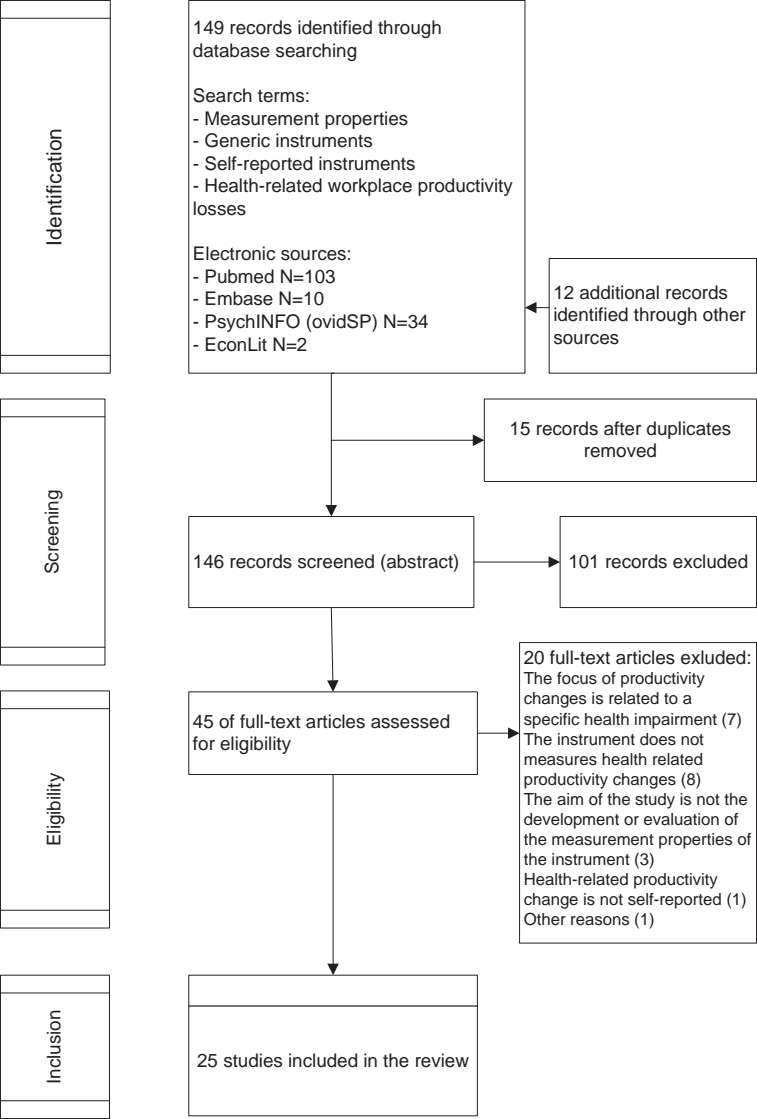 Identification
149 records identified through
database searching
Search terms:
- Measurement properties
- Generic instruments
- Self-reported instruments
- Health-related workplace productivity
losses
Electronic sources:
- Pubmed N=103
- Embase N=10
- PsychINFO (ovidSP) N=34
- EconLit N=2
12 additional records
identified through other
sources
15 records after duplicates
removed
Screening
146 records screened (abstract)
101 records excluded
Eligibility
45 of full-text articles assessed
for eligibility
20 full-text articles exluded:
The focus of productivity
changes is related to a
specific health impairment (7)
The instrument does not
measures health related
productivity changes (8)
The aim of the study is not the
development or evaluation of
the measurement properties of
the instrument (3)
Health-related productivity
change is not self-reported (1)
Other reasons (1)
Inclusion
25 studies included in the review